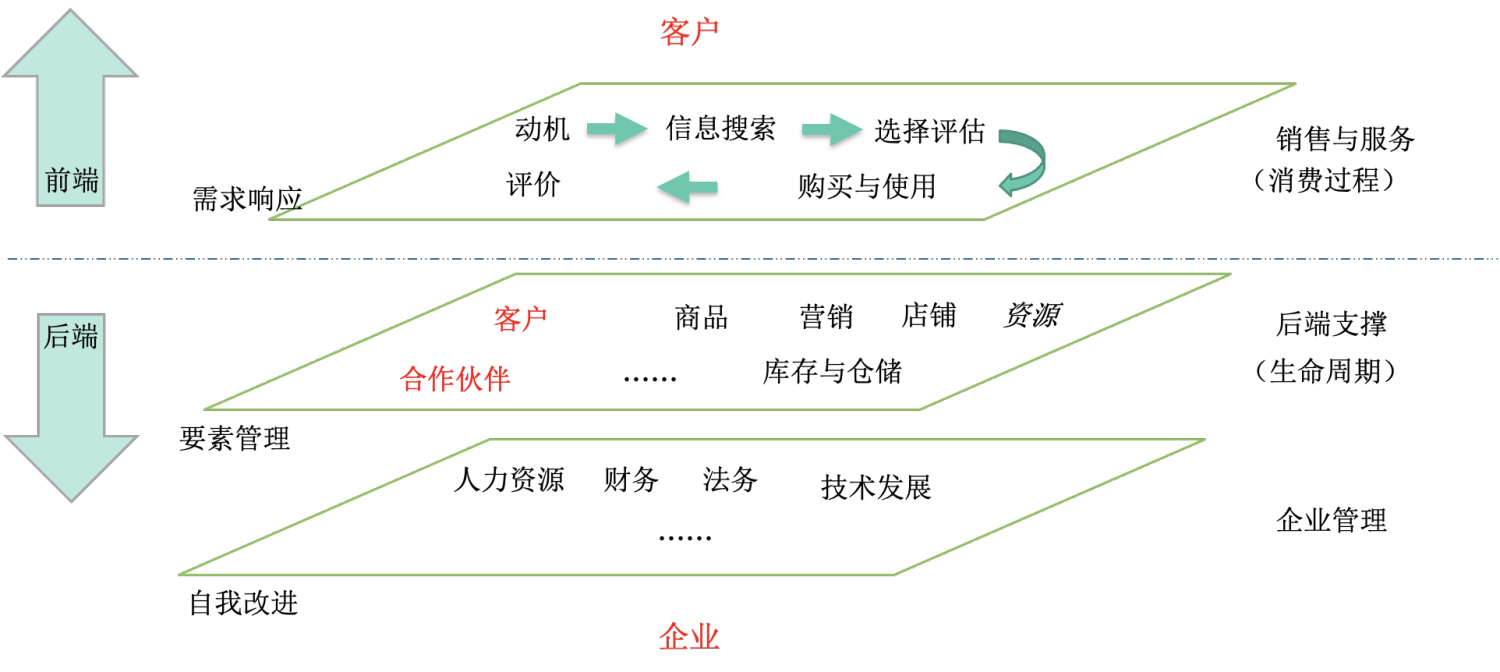 客户
动机 信息搜索 选择评估
销售与服务
前端
评价 购买与使用
（消费过程）
需求响应
客户 商品 营销 店铺 资源
后端支撑
后端
合作伙伴 …… 库存与仓储
（生命周期）
要素管理
人力资源 财务 法务 技术发展
企业管理
……
自我改进
企业